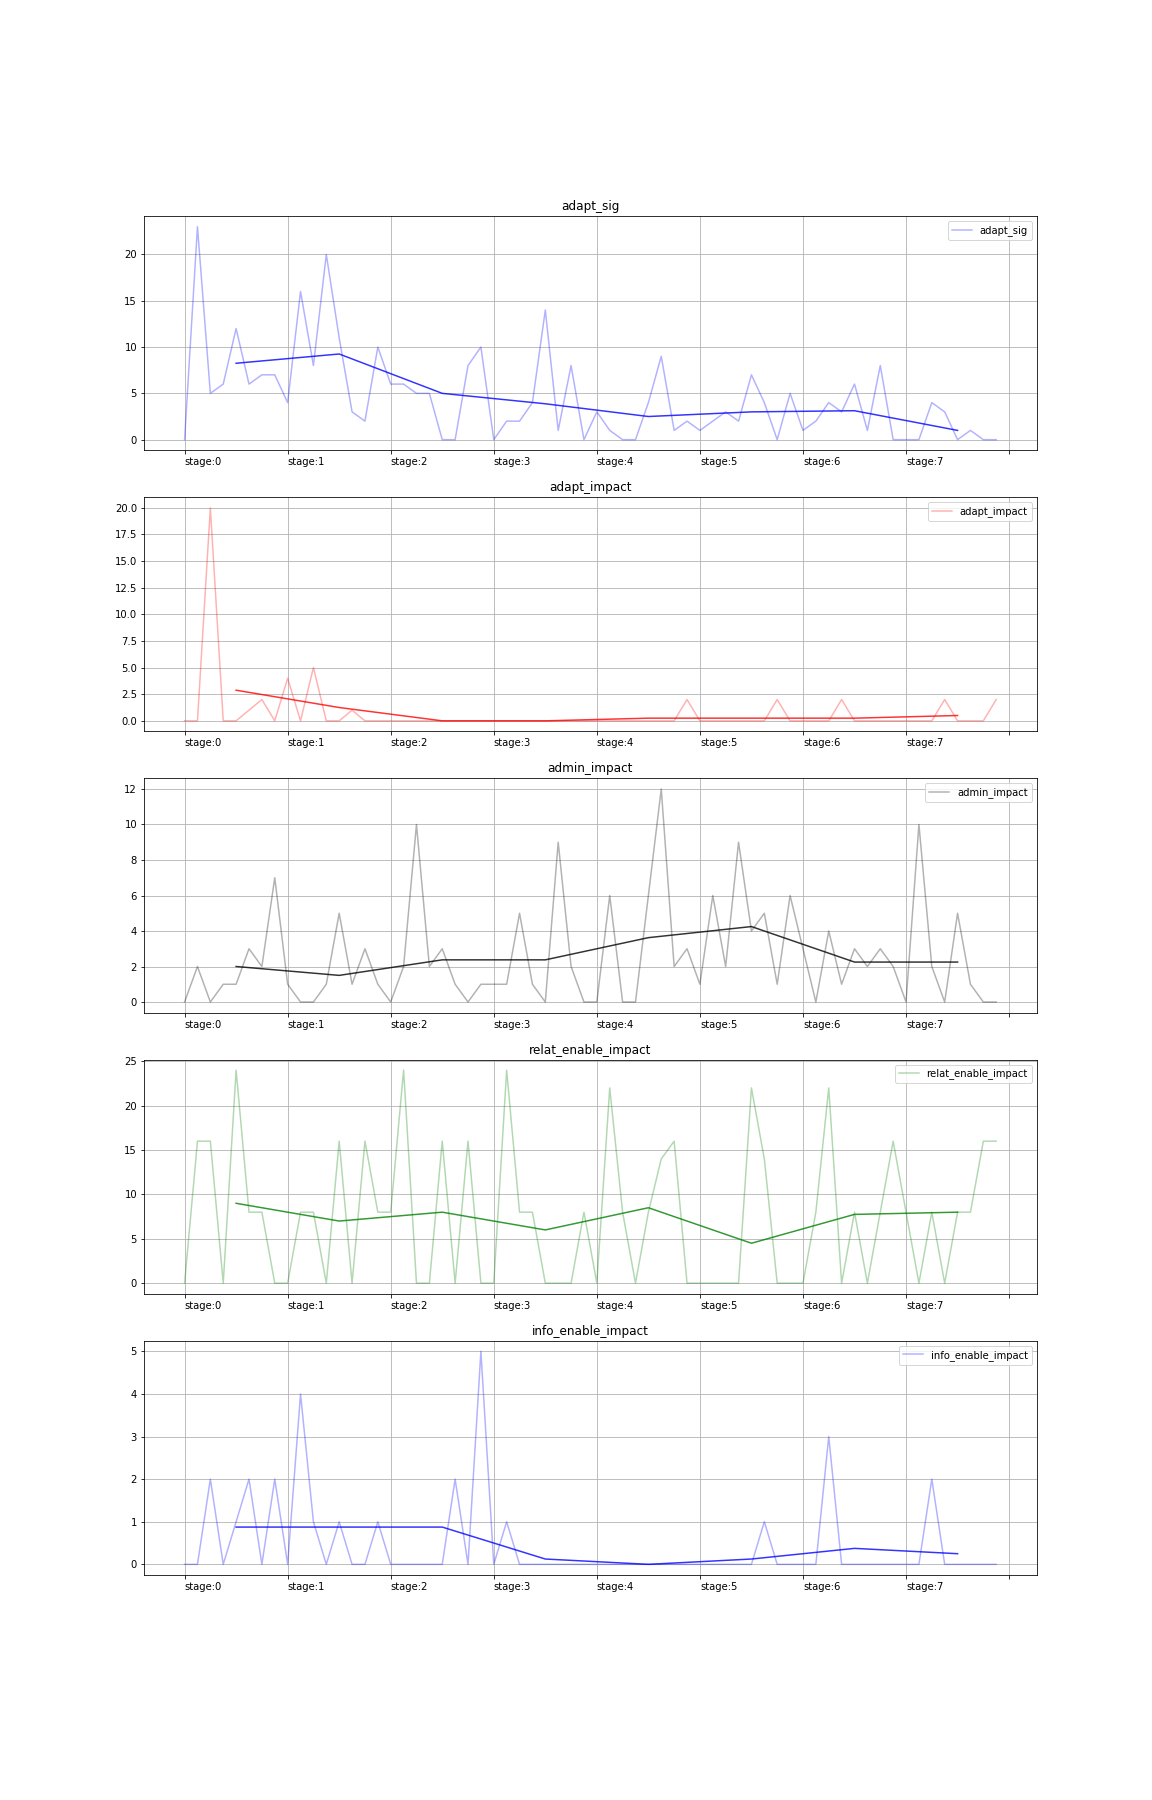 adapt_sig
adapt_sig
20
15
10
5
0
stage:0 stage:1 stage:2 stage:3 stage:4 stage:5 stage:6 stage:7
adapt_impact
adapt_impact
20.0
17.5
15.0
12.5
10.0
7.5
5.0
2.5
0.0
stage:0 stage:1 stage:2 stage:3 stage:4 stage:5 stage:6 stage:7
admin_impact
admin_impact
12
10
8
6
4
2
0
stage:0 stage:1 stage:2 stage:3 stage:4 stage:5 stage:6 stage:7
relat_enable_impact
relat_enable_impact
25
20
15
10
5
0
stage:0 stage:1 stage:2 stage:3 stage:4 stage:5 stage:6 stage:7
info_enable_impact
info_enable_impact
5
4
3
2
1
0
stage:0 stage:1 stage:2 stage:3 stage:4 stage:5 stage:6 stage:7